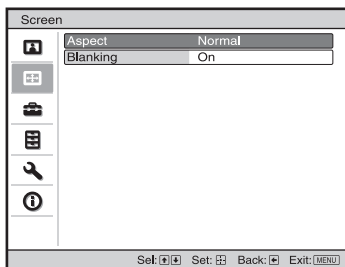 Screen
Aspect Normal
Blanking On
Sel: Set: Back: Exit: MENU